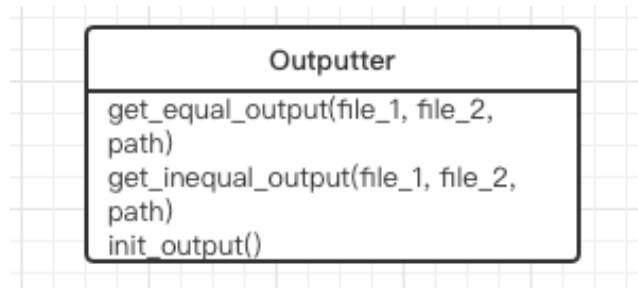 Outputter
get_equal_output(file_1, file_2,
path)
get_inequal_output(file_1, file_2,
path)
init_output()